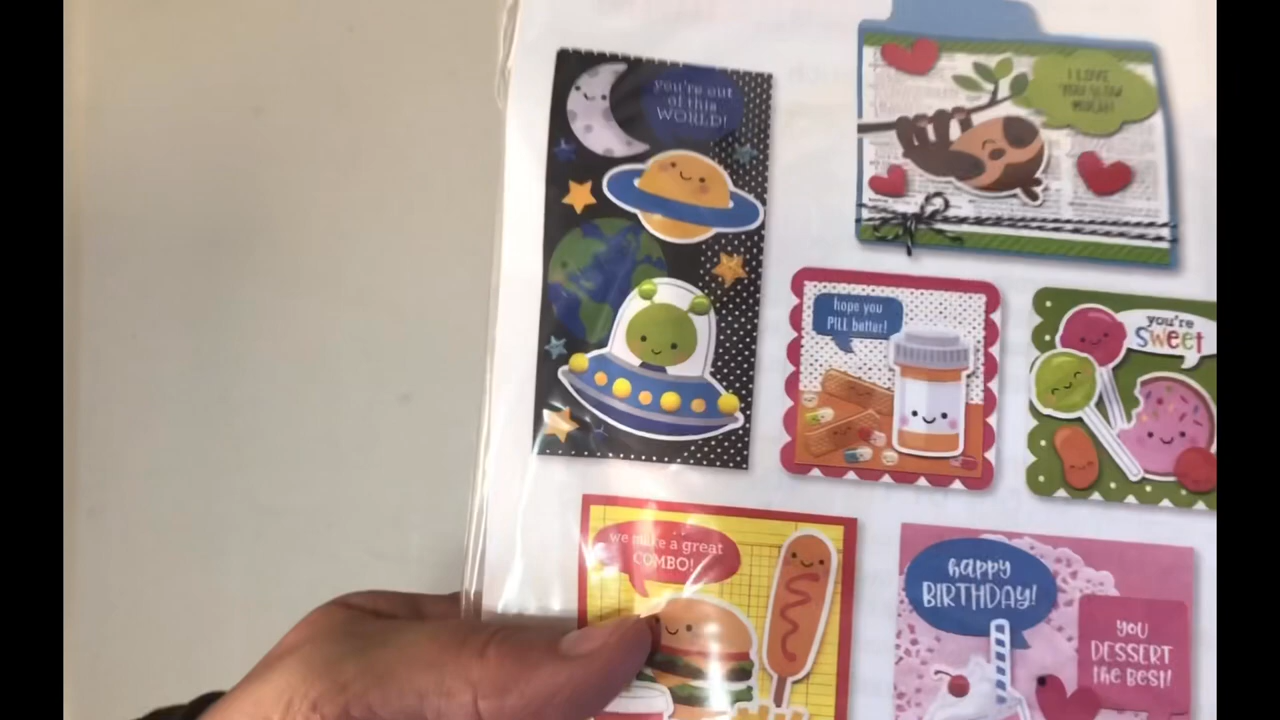 you're out
of this
WORLD!
I LOVE
YOU SLOW
MUCH!
hope you
PILL better!
you're
sweet
we make a great
COMBO!
happy
BIRTHDAY!
YOU
DESSERT
the BEST!